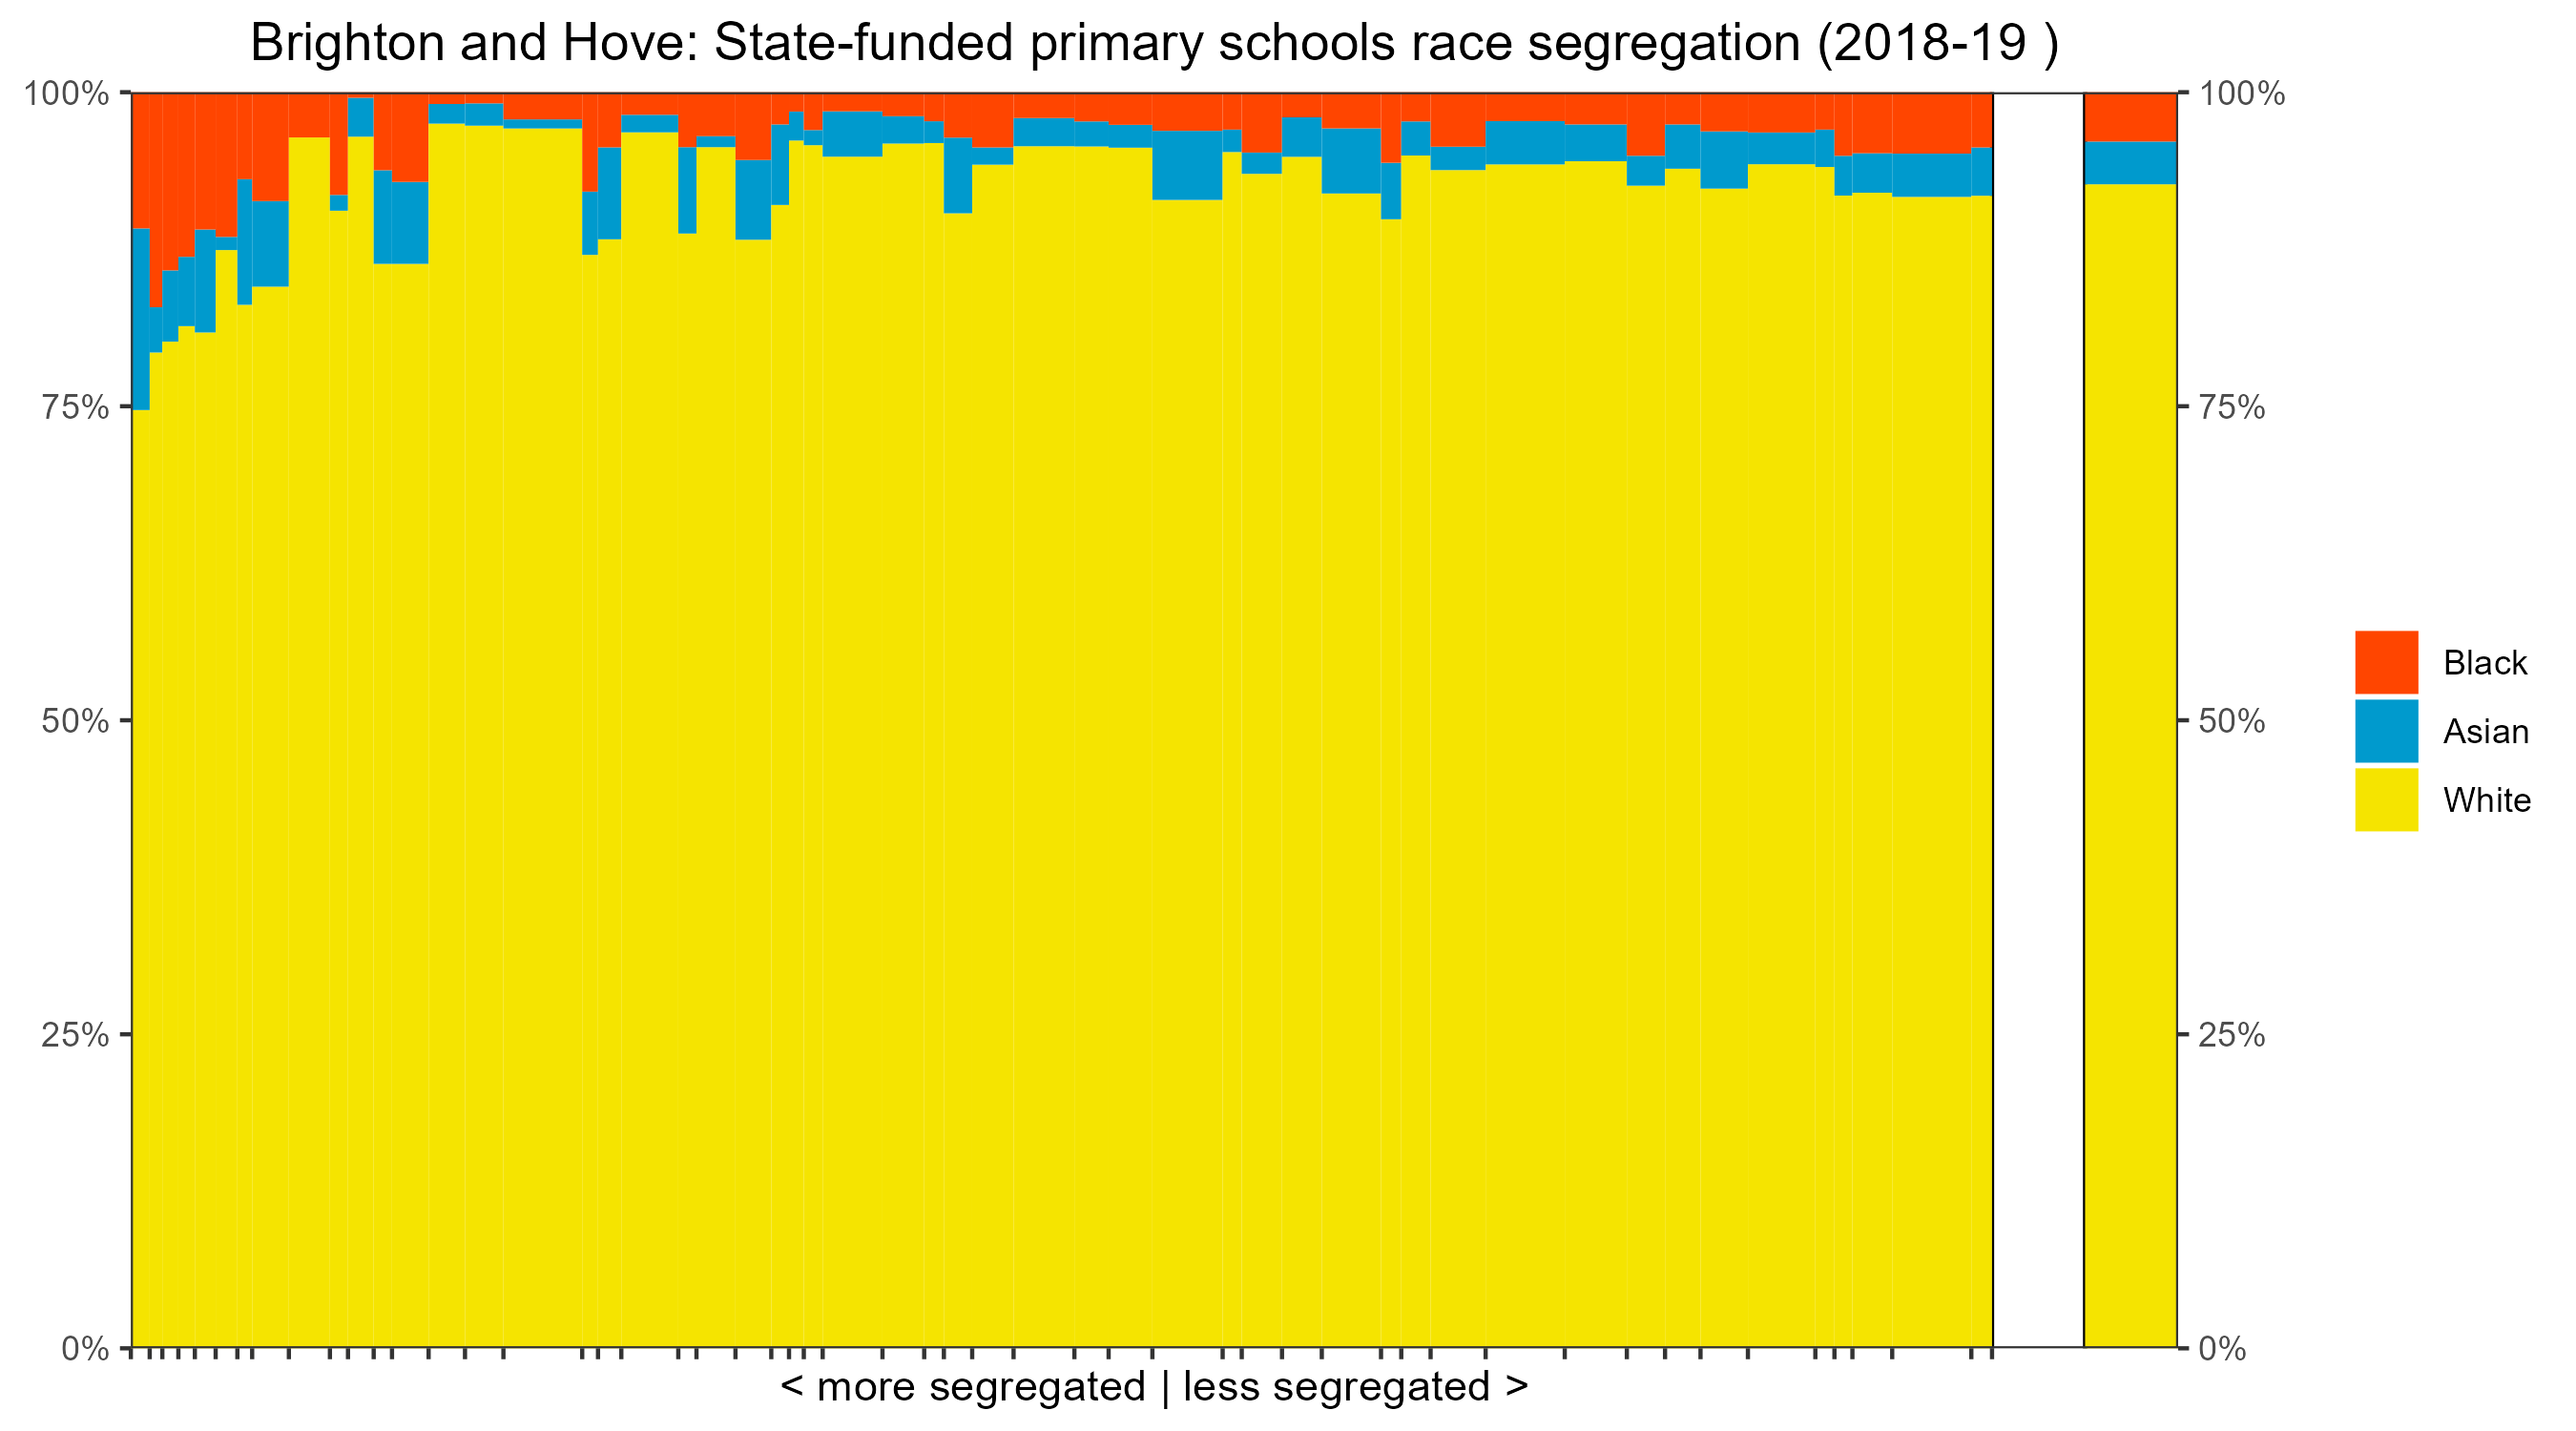 Brighton and Hove: State-funded primary schools race segregation (2018-19 )
100%
75%
50%
25%
0%
100%
75%
50%
25%
0%
< more segregated | less segregated >
Black
Asian
White